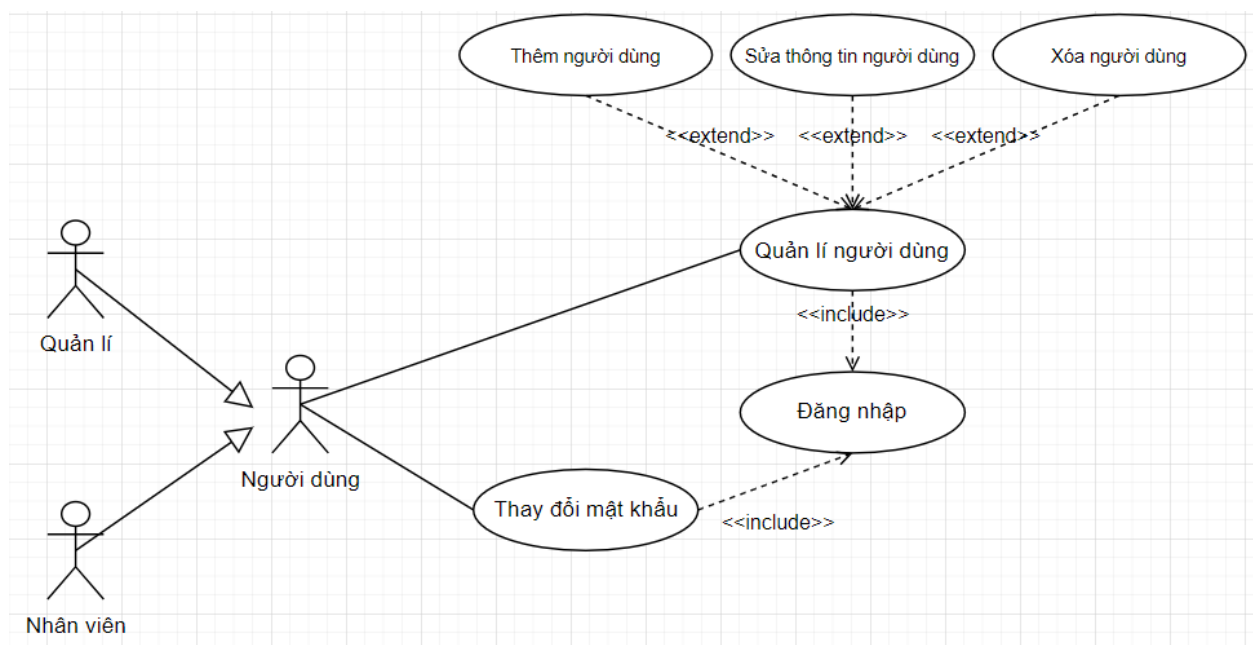 Thêm người dùng
Sửa thông tin người dùng
Xóa người dùng
<<extend>>
<<extend>>
<<extend>>
Quản lí người dùng
<<include>>
Quản lí
Đăng nhập
Người dùng
Thay đổi mật khẩu
<<include>>
Nhân viên